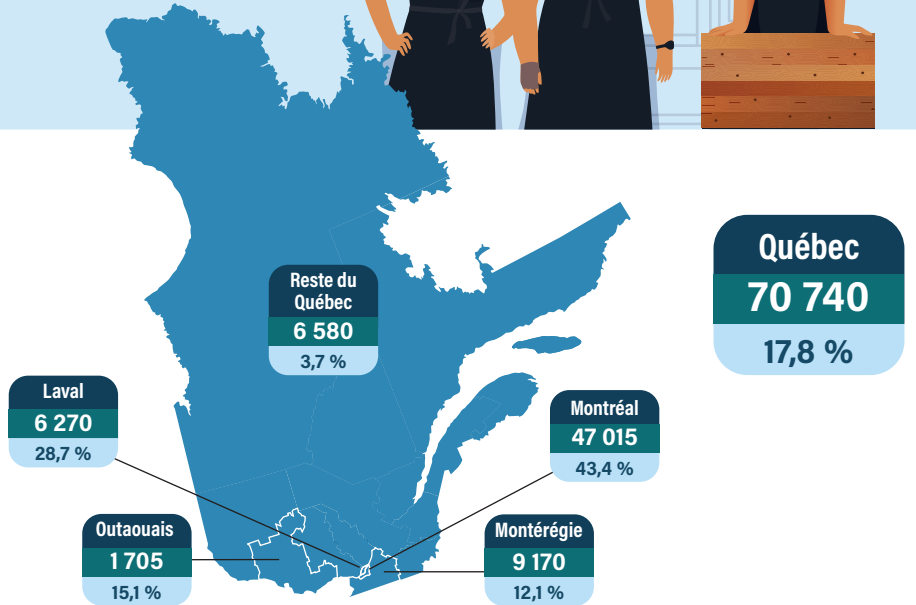 Québec
70 740
17,8 %
Reste du
Québec
6 580
3,7 %
Laval
6 270
28,7 %
Montréal
47 015
43,4 %
Outaouais
1 705
15,1 %
Montérégie
9 170
12,1 %